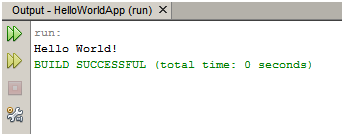 Output - HelloWorldApp (run)
run:
Hello World!
BUILD SUCCESSFUL (total time: 0 seconds)